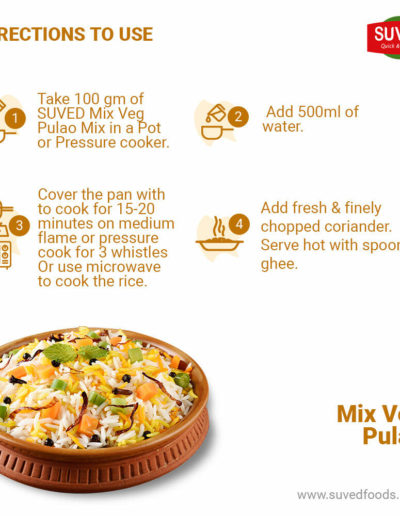 RECTIONS TO USE
SUVED
Quick &
1
Take 100 gm of
SUVED Mix Veg
Pulao Mix in a Pot
or Pressure cooker.
2
Add 500ml of
water.
3
Cover the pan with
to cook for 15-20
minutes on medium
flame or pressure
cook for 3 whistles
Or use microwave
to cook the rice.
4
Add fresh & finely
chopped coriander.
Serve hot with spoon
ghee.
Mix Ve
Pula
www.suvedfoods.